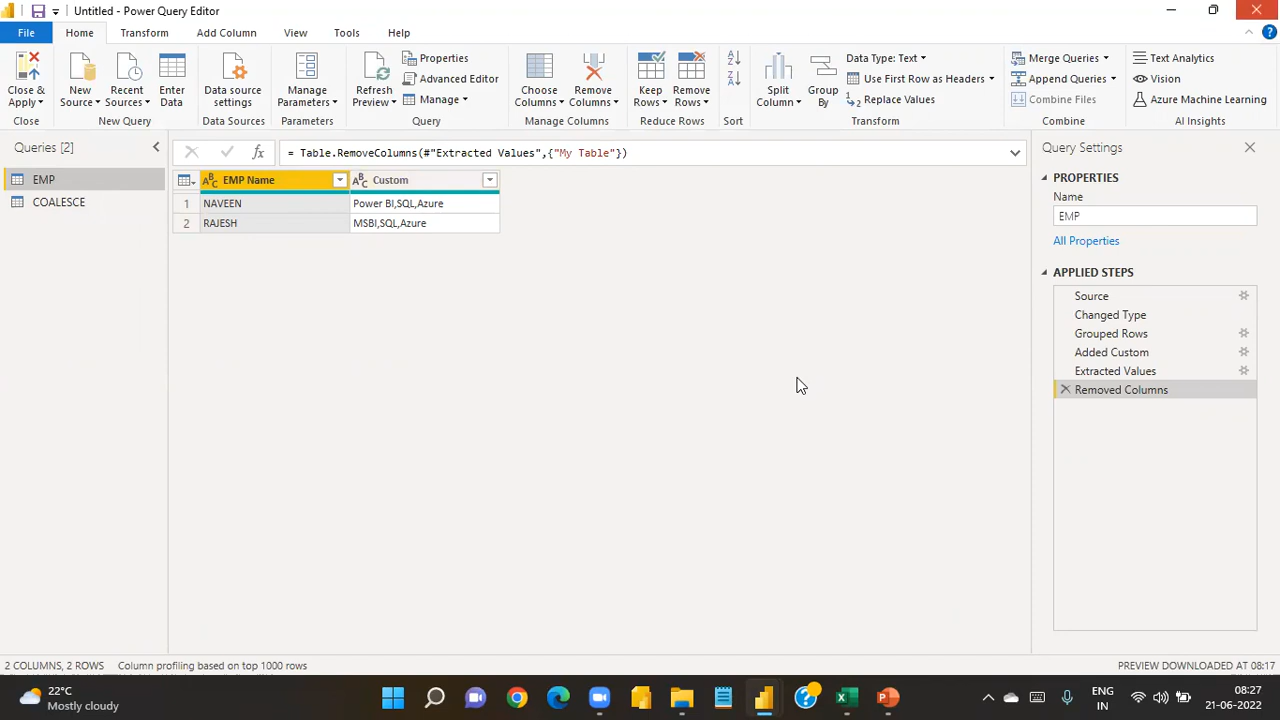 Untitled - Power Query Editor
File Home Transform Add Column View Tools Help
Close & Apply
New Source
Recent Sources
Enter Data
Data source settings
Manage Parameters
Refresh Preview
Properties
Advanced Editor
Manage
Choose Columns
Remove Columns
Keep Rows
Remove Rows
Split Column
Group By
Data Type: Text
Use First Row as Headers
Replace Values
Merge Queries
Append Queries
Combine Files
Text Analytics
Vision
Azure Machine Learning
Close New Query Data Sources Parameters Query Manage Columns Reduce Rows Sort Transform Combine AI Insights
Queries [2]
EMP
COALESCE
= Table.RemoveColumns(#"Extracted Values",{"My Table"})
EMP Name Custom
1 NAVEEN Power BI,SQL,Azure
2 RAJESH MSBI,SQL,Azure
Query Settings
PROPERTIES
Name
EMP
All Properties
APPLIED STEPS
Source
Changed Type
Grouped Rows
Added Custom
Extracted Values
Removed Columns
2 COLUMNS, 2 ROWS Column profiling based on top 1000 rows PREVIEW DOWNLOADED AT 08:17
22°C
Mostly cloudy
ENG
IN
08:27
21-06-2022